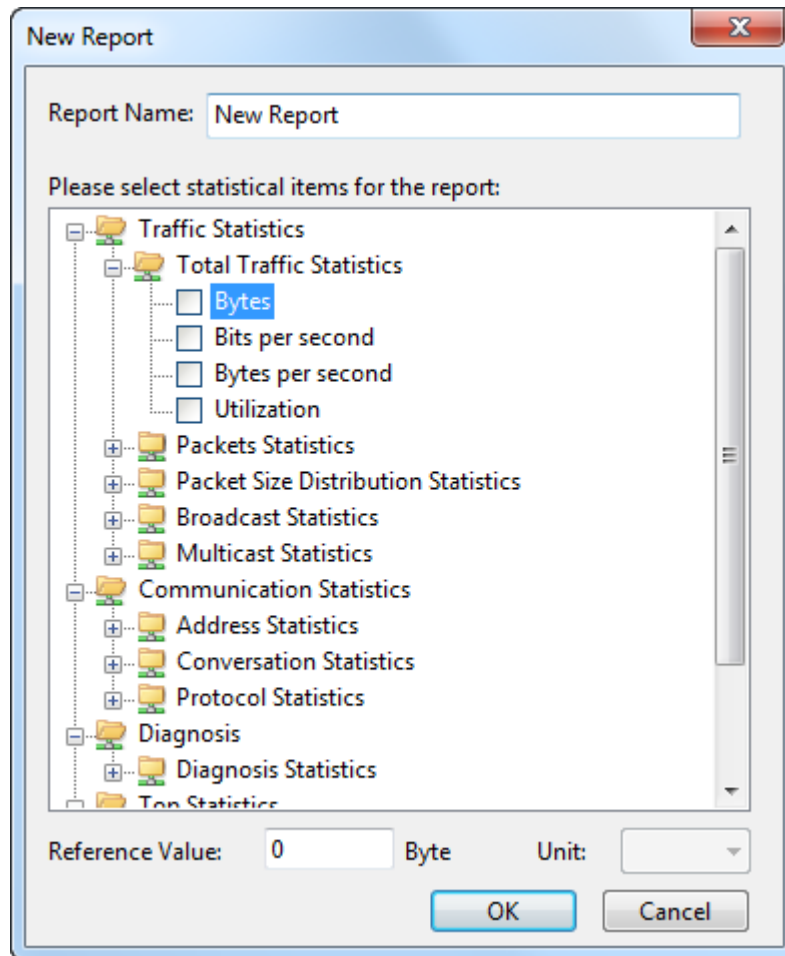 New Report
Report Name: New Report
Please select statistical items for the report:
Traffic Statistics
Total Traffic Statistics
Bytes
Bits per second
Bytes per second
Utilization
Packets Statistics
Packet Size Distribution Statistics
Broadcast Statistics
Multicast Statistics
Communication Statistics
Address Statistics
Conversation Statistics
Protocol Statistics
Diagnosis
Diagnosis Statistics
Top Statistics
Reference Value: 0 Byte Unit:
OK Cancel